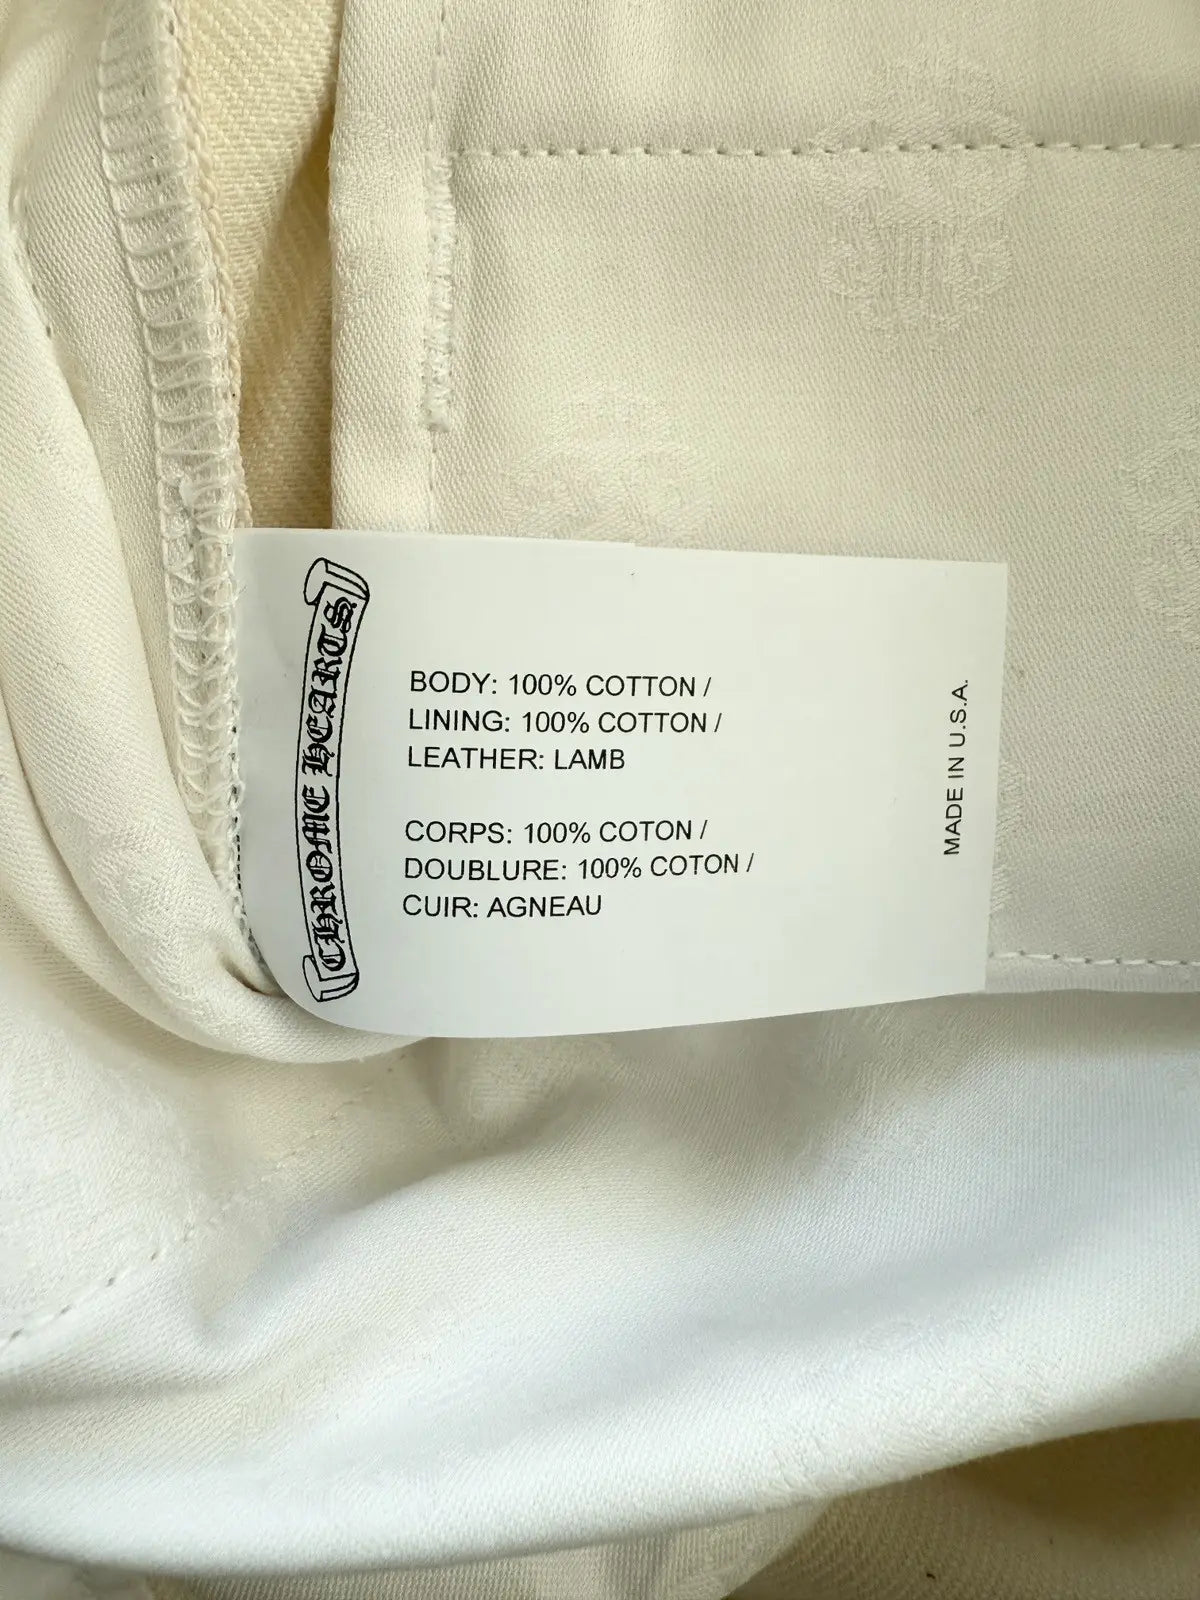 CHROME HEARTS
BODY: 100% COTTON /
LINING: 100% COTTON /
LEATHER: LAMB
CORPS: 100% COTON /
DOUBLURE: 100% COTON /
CUIR: AGNEAU
MADE IN U.S.A.